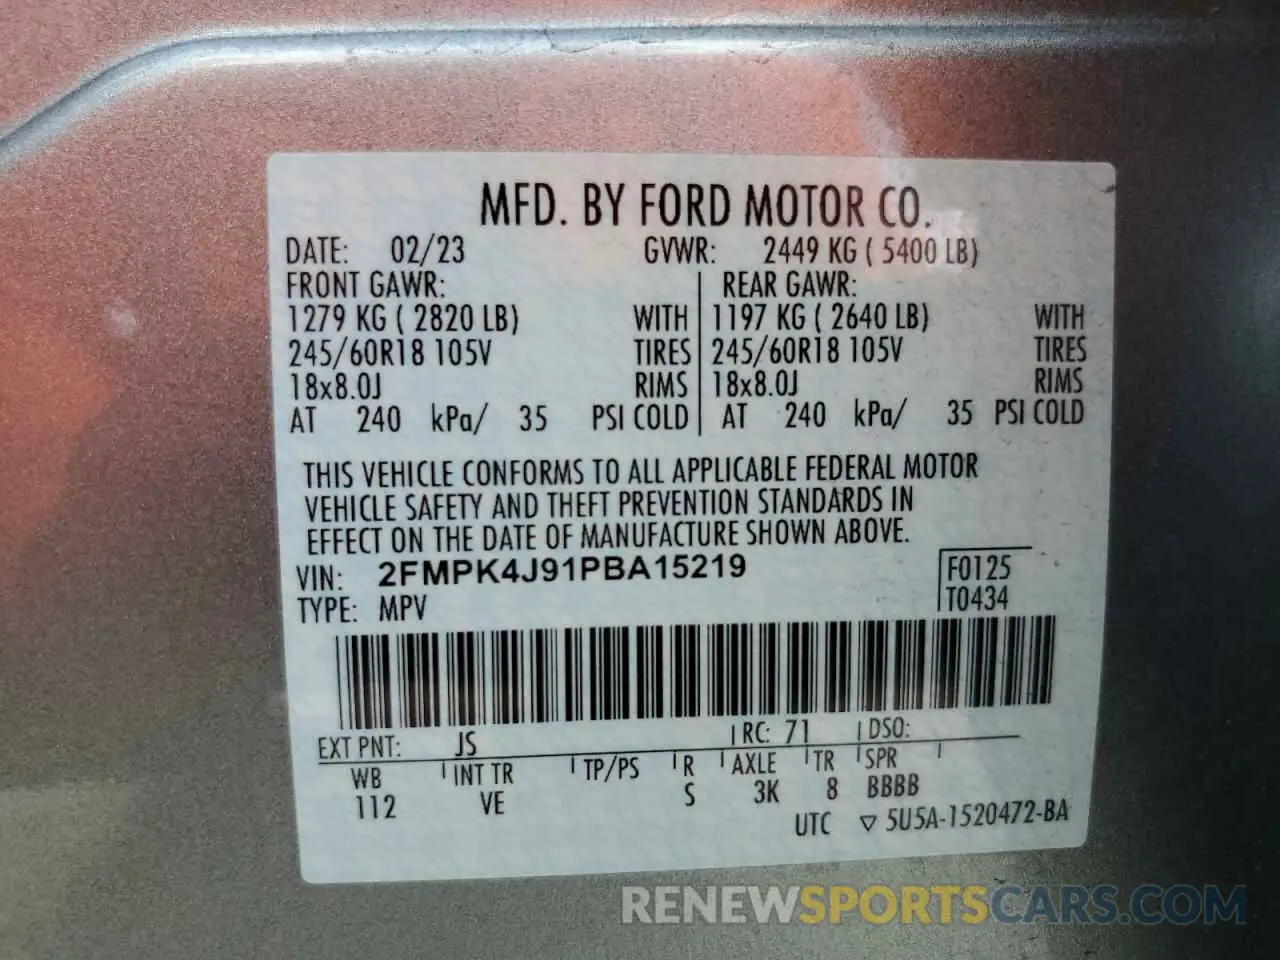 MFD. BY FORD MOTOR CO.
DATE: 02/23 GVWR: 2449 KG ( 5400 LB)
FRONT GAWR: REAR GAWR:
1279 KG ( 2820 LB) WITH 1197 KG ( 2640 LB) WITH
245/60R18 105V TIRES 245/60R18 105V TIRES
18x8.0J RIMS 18x8.0J RIMS
AT 240 kPa/ 35 PSI COLD AT 240 kPa/ 35 PSI COLD
THIS VEHICLE CONFORMS TO ALL APPLICABLE FEDERAL MOTOR
VEHICLE SAFETY AND THEFT PREVENTION STANDARDS IN
EFFECT ON THE DATE OF MANUFACTURE SHOWN ABOVE.
VIN: 2FMPK4J91PBA15219 F0125
TYPE: MPV T0434
EXT PNT: JS RC: 71 DSO:
WB INT TR TP/PS R AXLE TR SPR
112 VE S 3K 8 BBBB
UTC ▽ 5U5A-1520472-BA
RENEWSPORTSCARS.COM